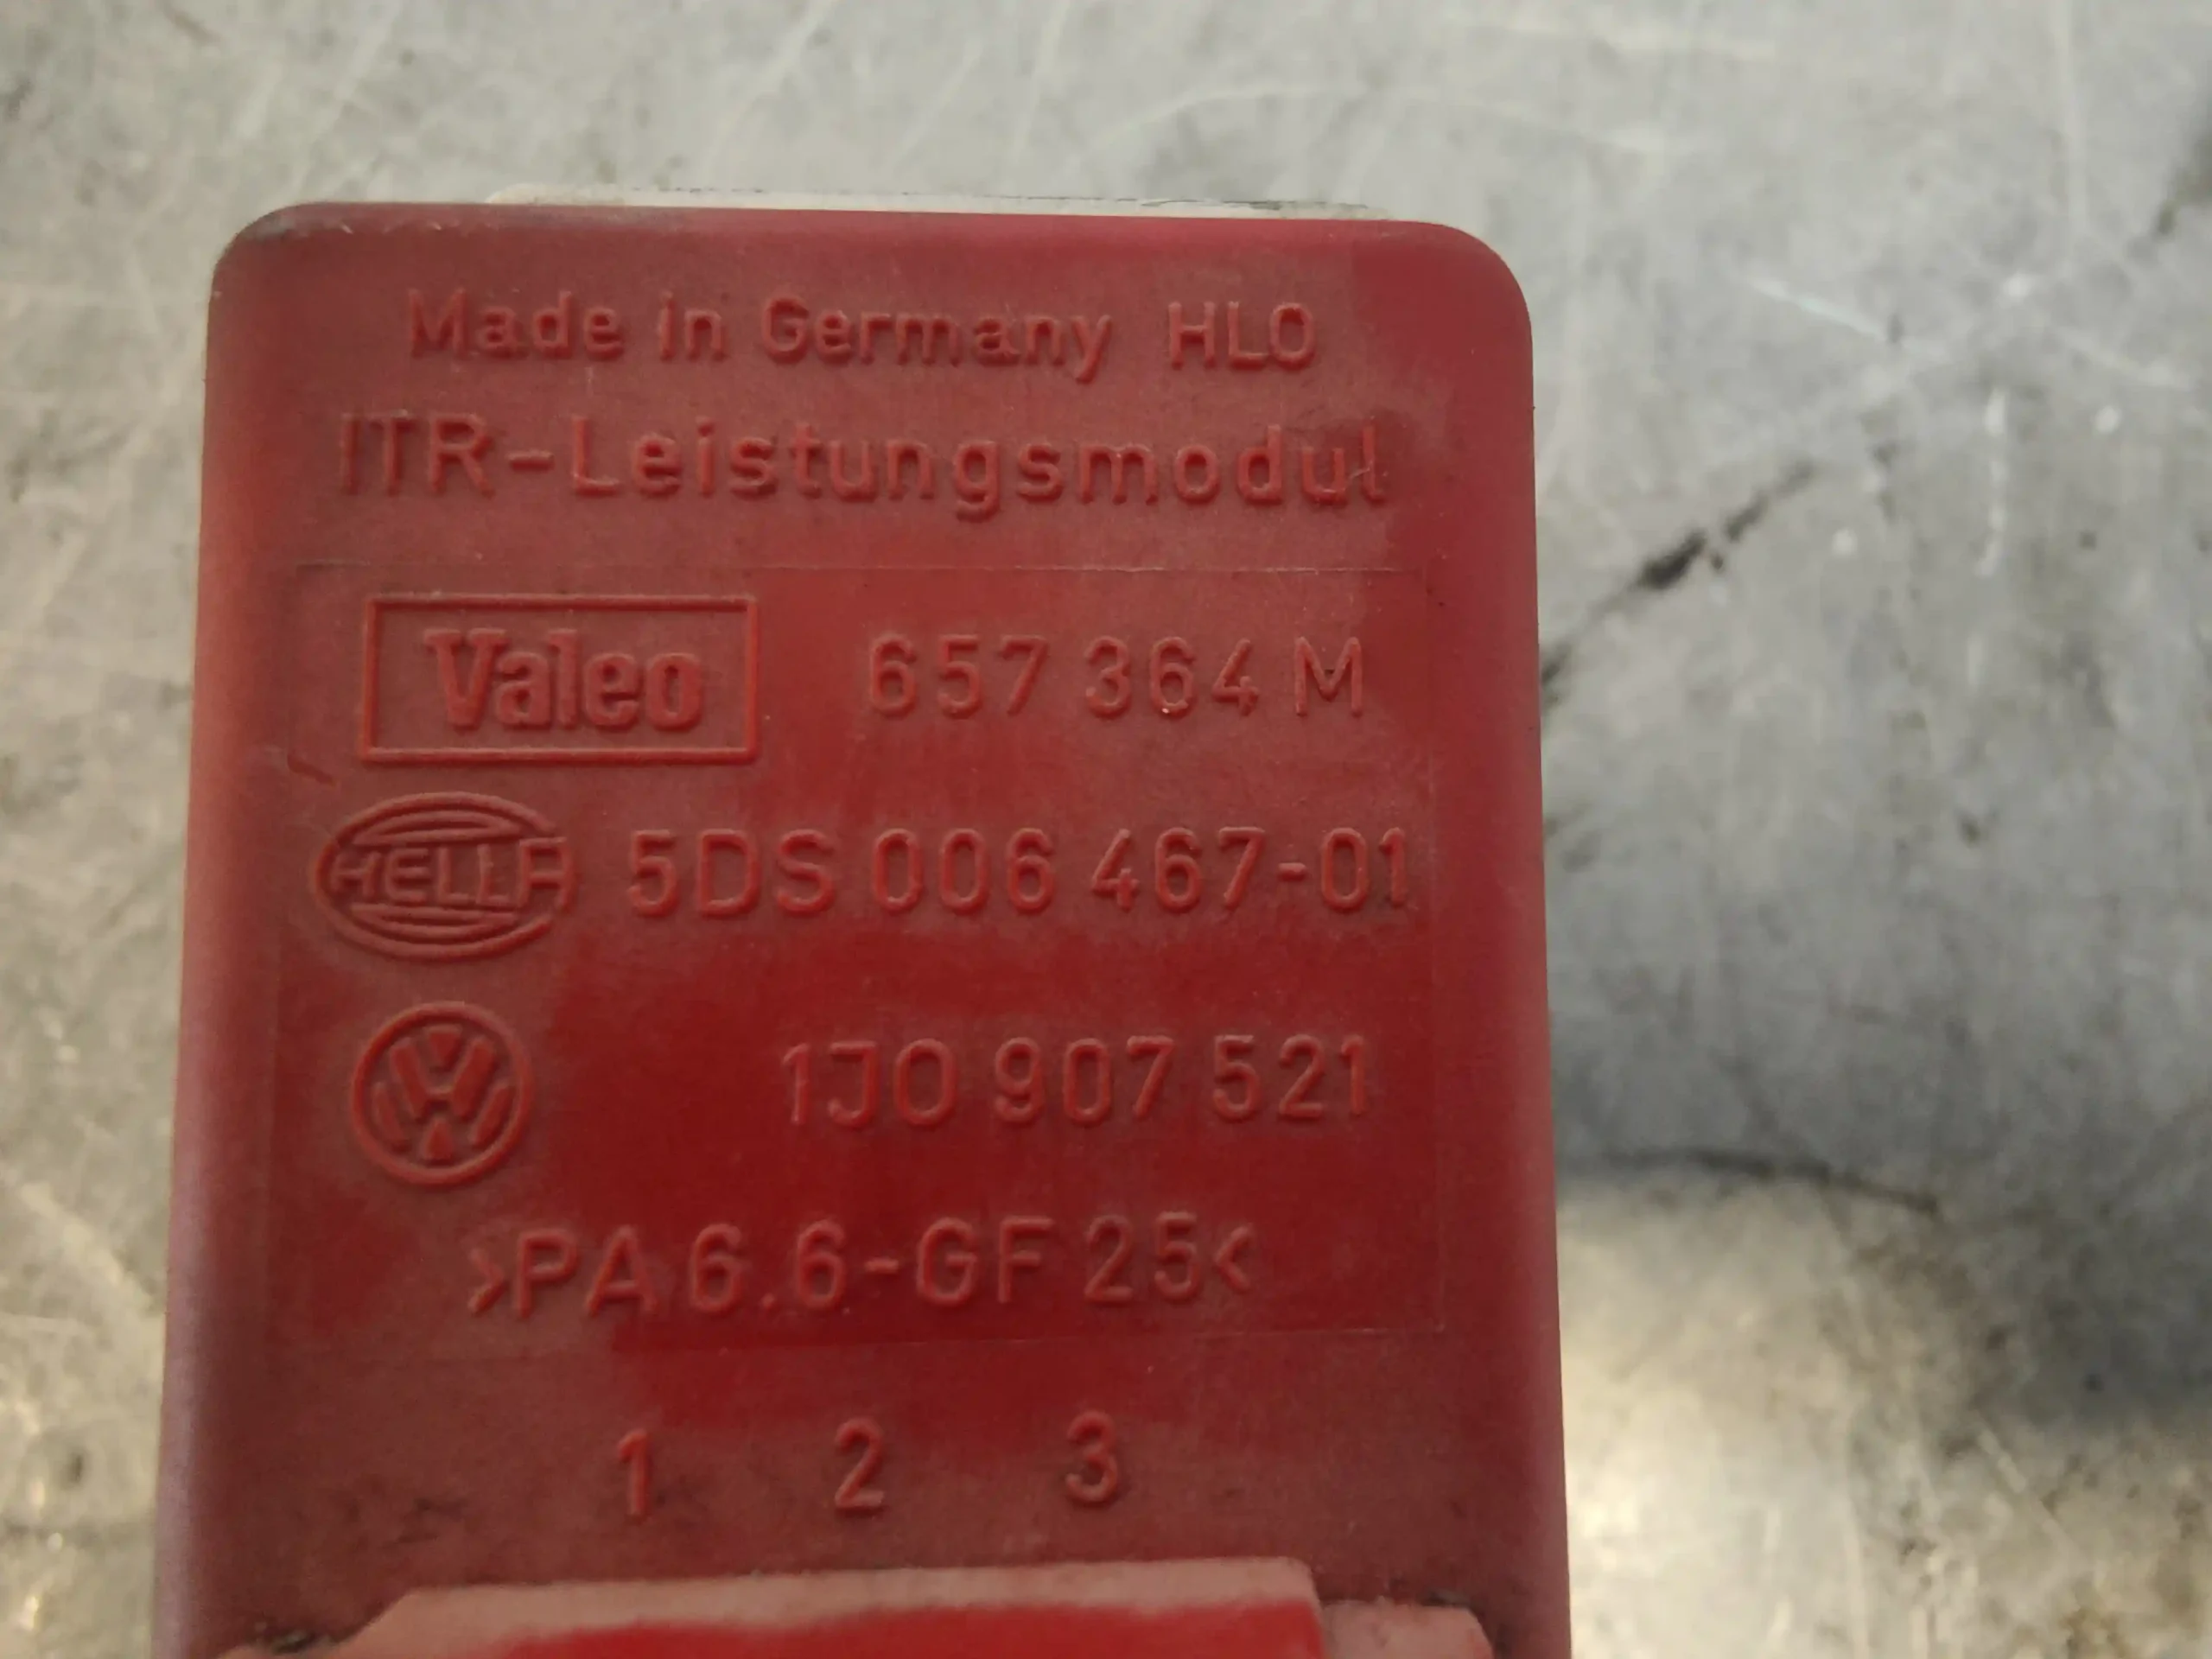 Made in Germany HLO
ITR-Leistungsmodul
Valeo 657 364 M
HELLA 5DS 006 467-01
VW 1J0 907 521
>PA 6.6-GF 25<
1 2 3